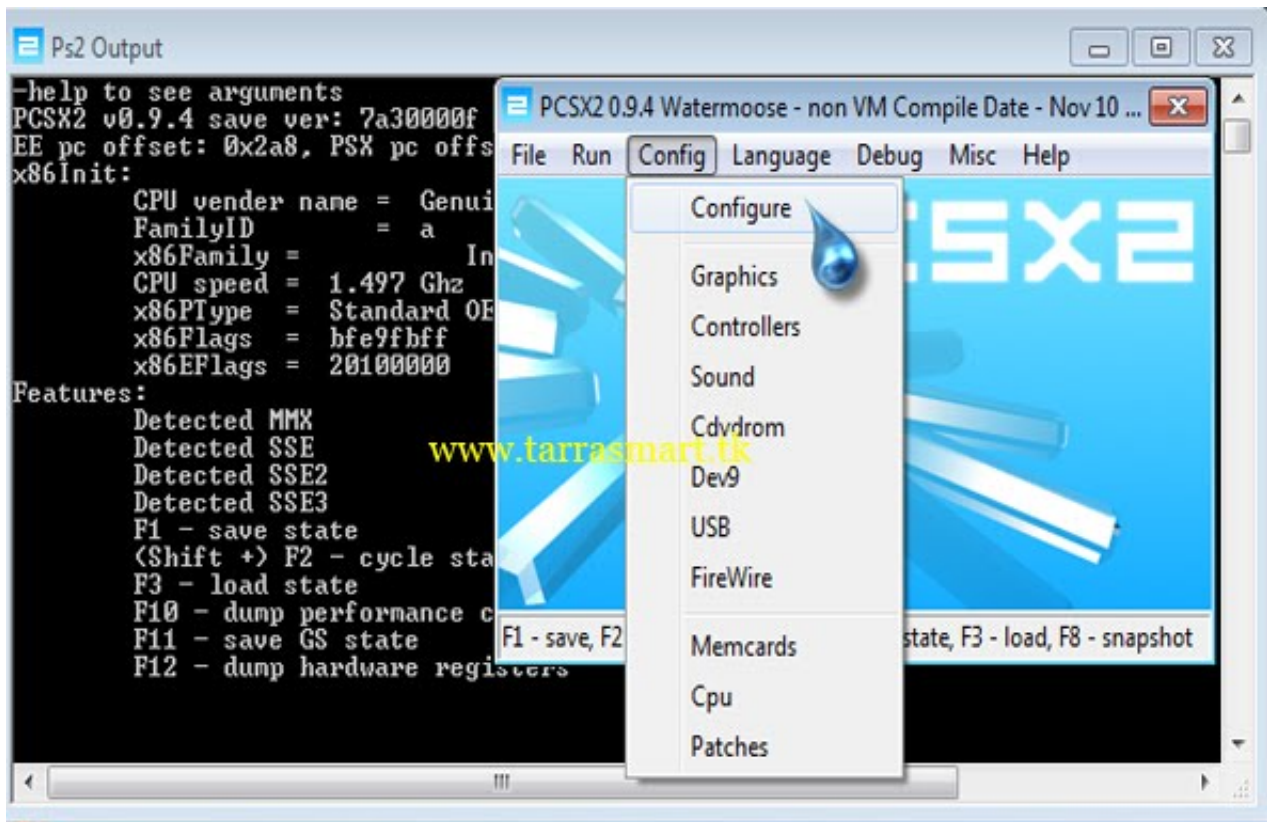 Ps2 Output
-help to see arguments
PCSX2 v0.9.4 save ver: 7a30000f
EE pc offset: 0x2a8, PSX pc offs
x86Init:
CPU vender name = Genui
FamilyID = a
x86Family = In
CPU speed = 1.497 Ghz
x86PType = Standard OE
x86Flags = bfe9fbff
x86EFlags = 20100000
Features:
Detected MMX
Detected SSE
Detected SSE2
Detected SSE3
F1 - save state
(Shift +) F2 - cycle sta
F3 - load state
F10 - dump performance c
F11 - save GS state
F12 - dump hardware registers
PCSX2 0.9.4 Watermoose - non VM Compile Date - Nov 10 ...
File Run Config Language Debug Misc Help
Configure
Graphics
Controllers
Sound
Cdvdrom
Dev9
USB
FireWire
Memcards
Cpu
Patches
CSX2
F1 - save, F2 state, F3 - load, F8 - snapshot
www.tarrasmart.tk